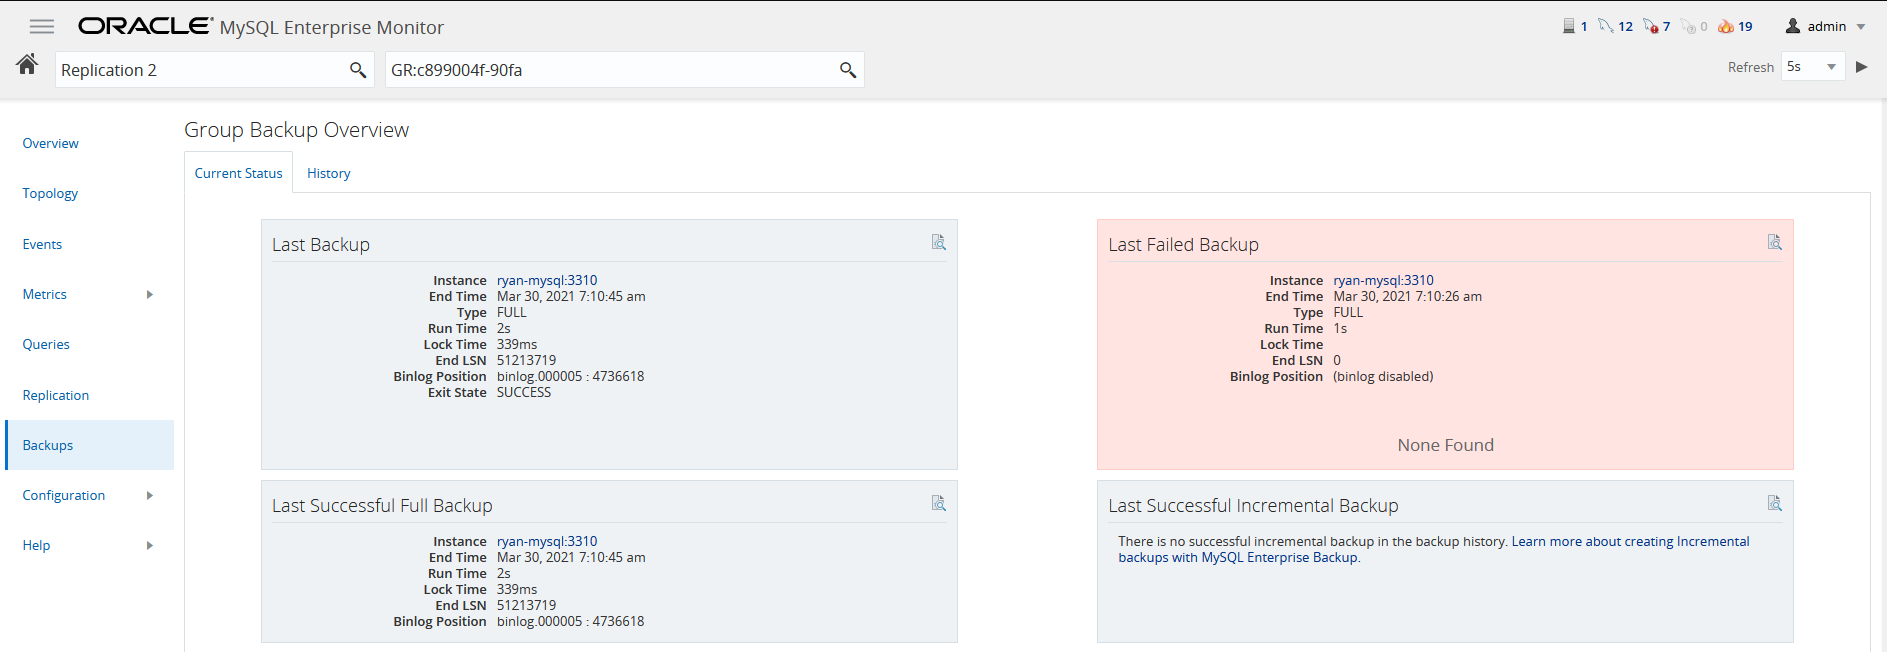 ORACLE MySQL Enterprise Monitor
1 12 7 0 19 admin
Replication 2
GR:c899004f-90fa
Refresh 5s
Overview
Topology
Events
Metrics
Queries
Replication
Backups
Configuration
Help
Group Backup Overview
Current Status History
Last Backup
Instance ryan-mysql:3310
End Time Mar 30, 2021 7:10:45 am
Type FULL
Run Time 2s
Lock Time 339ms
End LSN 51213719
Binlog Position binlog.000005 : 4736618
Exit State SUCCESS
Last Failed Backup
Instance ryan-mysql:3310
End Time Mar 30, 2021 7:10:26 am
Type FULL
Run Time 1s
Lock Time
End LSN 0
Binlog Position (binlog disabled)
None Found
Last Successful Full Backup
Instance ryan-mysql:3310
End Time Mar 30, 2021 7:10:45 am
Run Time 2s
Lock Time 339ms
End LSN 51213719
Binlog Position binlog.000005 : 4736618
Last Successful Incremental Backup
There is no successful incremental backup in the backup history. Learn more about creating Incremental
backups with MySQL Enterprise Backup.